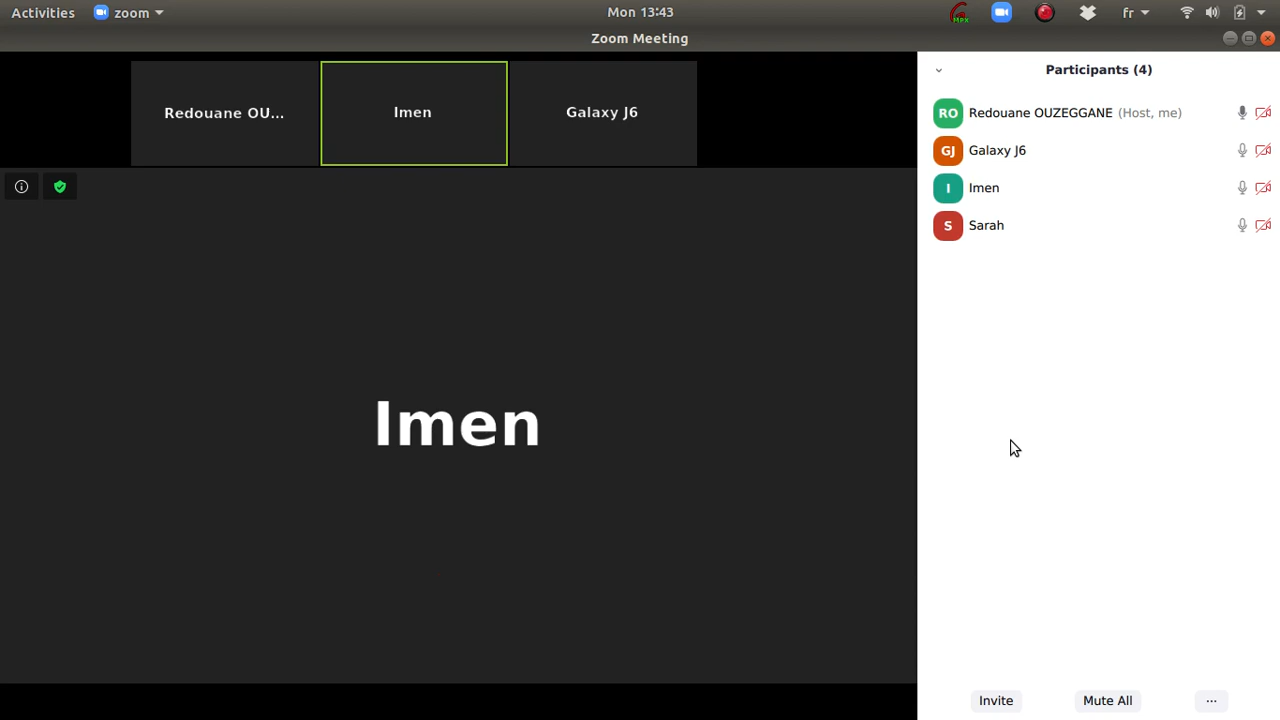 Activities zoom Mon 13:43 fr
Zoom Meeting
Redouane OU... Imen Galaxy J6
Imen
Participants (4)
RO Redouane OUZEGGANE (Host, me)
GJ Galaxy J6
I Imen
S Sarah
Invite Mute All ...